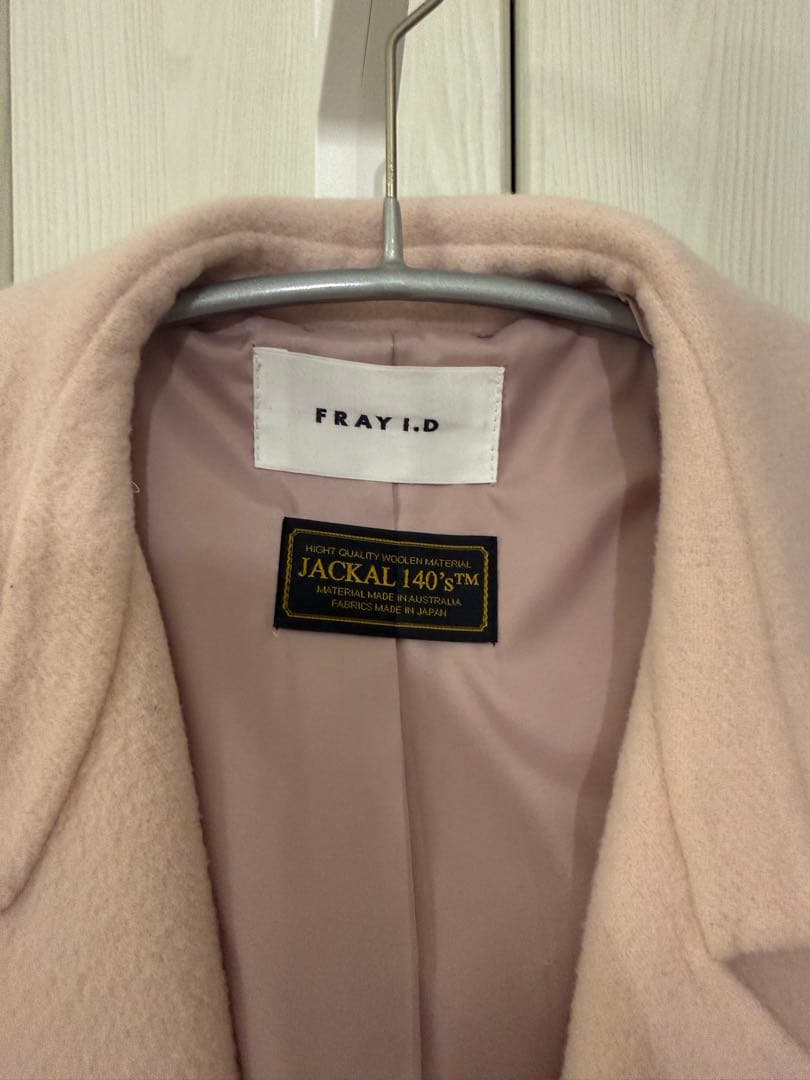 FRAY I.D
HIGHT QUALITY WOOLEN MATERIAL
JACKAL 140's™
MATERIAL MADE IN AUSTRALIA
FABRICS MADE IN JAPAN